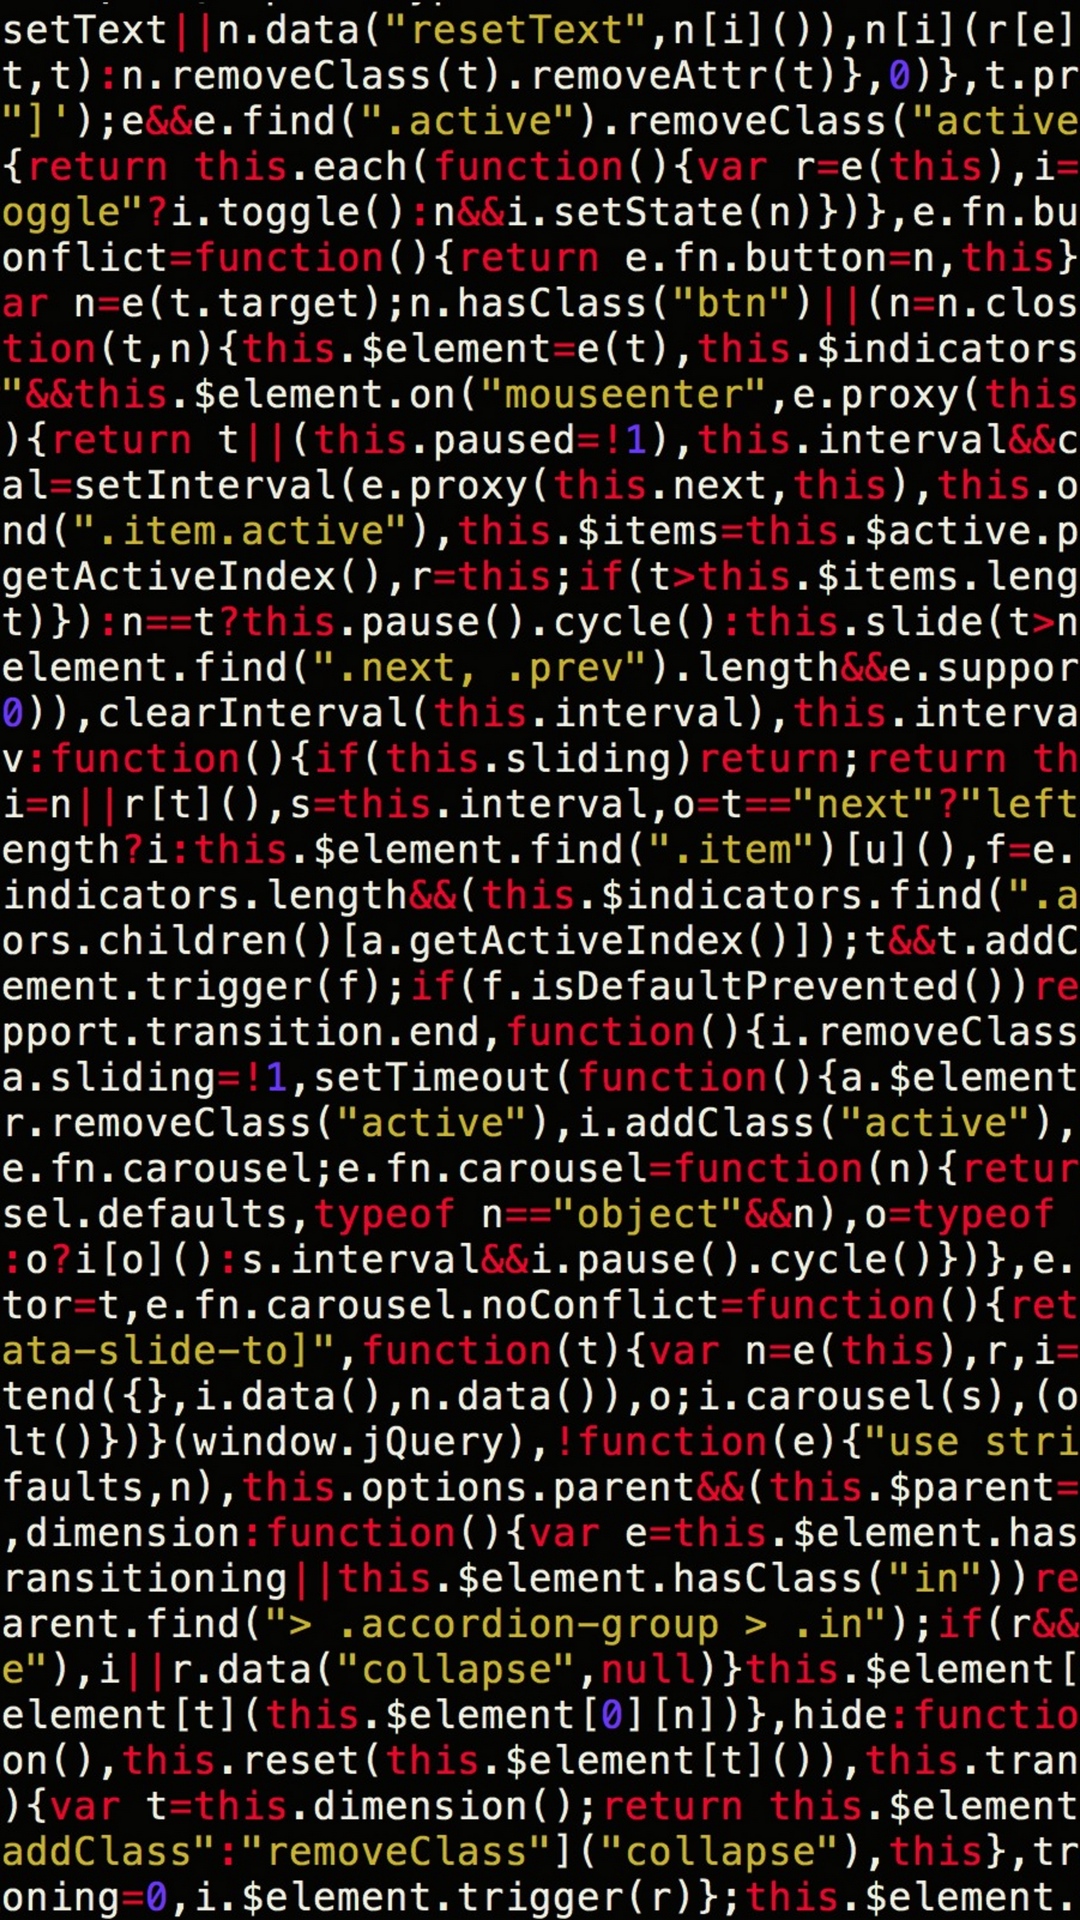 setText||n.data("resetText",n[i]()),n[i](r[e]
t,t):n.removeClass(t).removeAttr(t)},0)},t.pr
"]');e&&e.find(".active").removeClass("active
{return this.each(function(){var r=e(this),i=
oggle"?i.toggle():n&&i.setState(n)})},e.fn.bu
onflict=function(){return e.fn.button=n,this}
ar n=e(t.target);n.hasClass("btn")||(n=n.clos
tion(t,n){this.$element=e(t),this.$indicators
"&&this.$element.on("mouseenter",e.proxy(this
){return t||(this.paused=!1),this.interval&&c
al=setInterval(e.proxy(this.next,this),this.o
nd(".item.active"),this.$items=this.$active.p
getActiveIndex(),r=this;if(t>this.$items.leng
t)}):n==t?this.pause().cycle():this.slide(t>n
element.find(".next, .prev").length&&e.suppor
0)),clearInterval(this.interval),this.interva
v:function(){if(this.sliding)return;return th
i=n||r[t](),s=this.interval,o=t=="next"?"left
ength?i:this.$element.find(".item")[u](),f=e.
indicators.length&&(this.$indicators.find(".a
ors.children()[a.getActiveIndex()]);t&&t.addC
ement.trigger(f);if(f.isDefaultPrevented())re
pport.transition.end,function(){i.removeClass
a.sliding=!1,setTimeout(function(){a.$element
r.removeClass("active"),i.addClass("active"),
e.fn.carousel;e.fn.carousel=function(n){retur
sel.defaults,typeof n=="object"&&n),o=typeof
:o?i[o]():s.interval&&i.pause().cycle()})},e.
tor=t,e.fn.carousel.noConflict=function(){ret
ata-slide-to]",function(t){var n=e(this),r,i=
tend({},i.data(),n.data()),o;i.carousel(s),(o
lt()})}(window.jQuery),!function(e){"use stri
faults,n),this.options.parent&&(this.$parent=
,dimension:function(){var e=this.$element.has
ransitioning||this.$element.hasClass("in"))re
arent.find("> .accordion-group > .in");if(r&&
e"),i||r.data("collapse",null)}this.$element[
element[t](this.$element[0][n])},hide:functio
on(),this.reset(this.$element[t]()),this.tran
){var t=this.dimension();return this.$element
addClass":"removeClass"]("collapse"),this},tr
oning=0,i.$element.trigger(r)};this.$element.